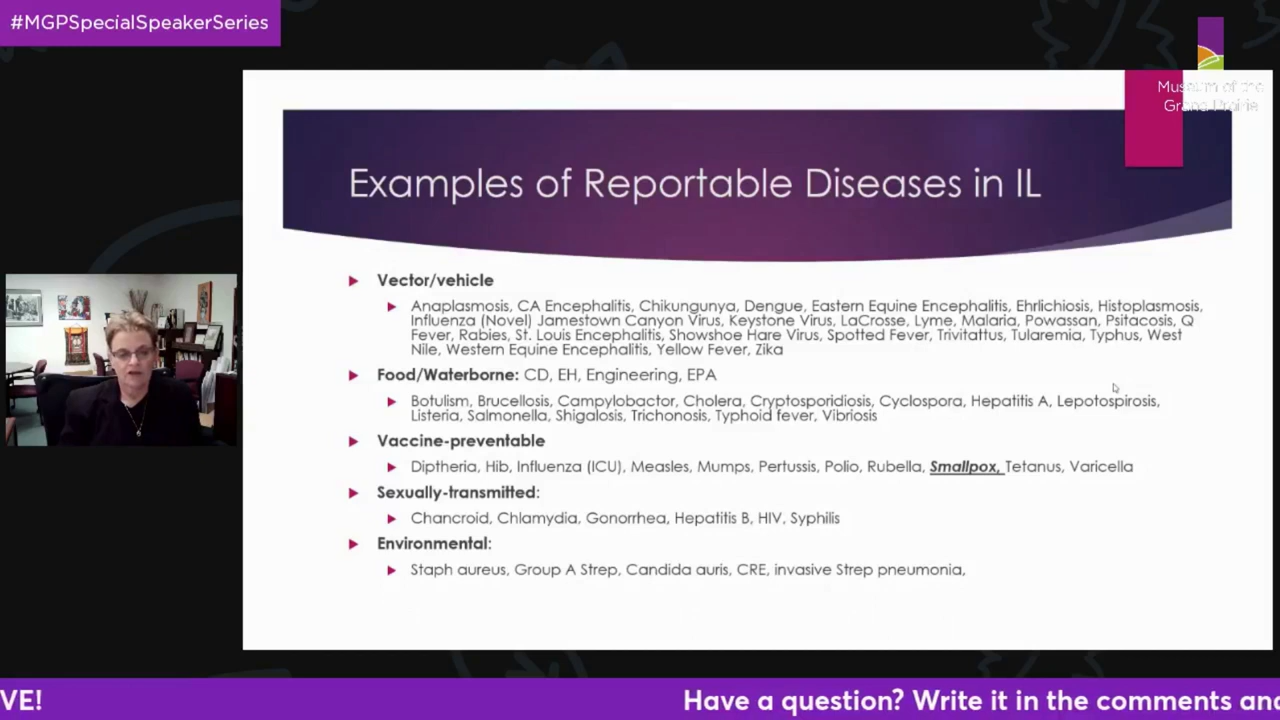 #MGPSpecialSpeakerSeries
Museum of the
Grand Prairie
Examples of Reportable Diseases in IL
Vector/vehicle
Anaplasmosis, CA Encephalitis, Chikungunya, Dengue, Eastern Equine Encephalitis, Ehrlichiosis, Histoplasmosis,
Influenza (Novel) Jamestown Canyon Virus, Keystone Virus, LaCrosse, Lyme, Malaria, Powassan, Psitacosis, Q
Fever, Rabies, St. Louis Encephalitis, Showshoe Hare Virus, Spotted Fever, Trivittatus, Tularemia, Typhus, West
Nile, Western Equine Encephalitis, Yellow Fever, Zika
Food/Waterborne: CD, EH, Engineering, EPA
Botulism, Brucellosis, Campylobactor, Cholera, Cryptosporidiosis, Cyclospora, Hepatitis A, Lepotospirosis,
Listeria, Salmonella, Shigalosis, Trichonosis, Typhoid fever, Vibriosis
Vaccine-preventable
Diptheria, Hib, Influenza (ICU), Measles, Mumps, Pertussis, Polio, Rubella, Smallpox, Tetanus, Varicella
Sexually-transmitted:
Chancroid, Chlamydia, Gonorrhea, Hepatitis B, HIV, Syphilis
Environmental:
Staph aureus, Group A Strep, Candida auris, CRE, invasive Strep pneumonia,
VE! Have a question? Write it in the comments and